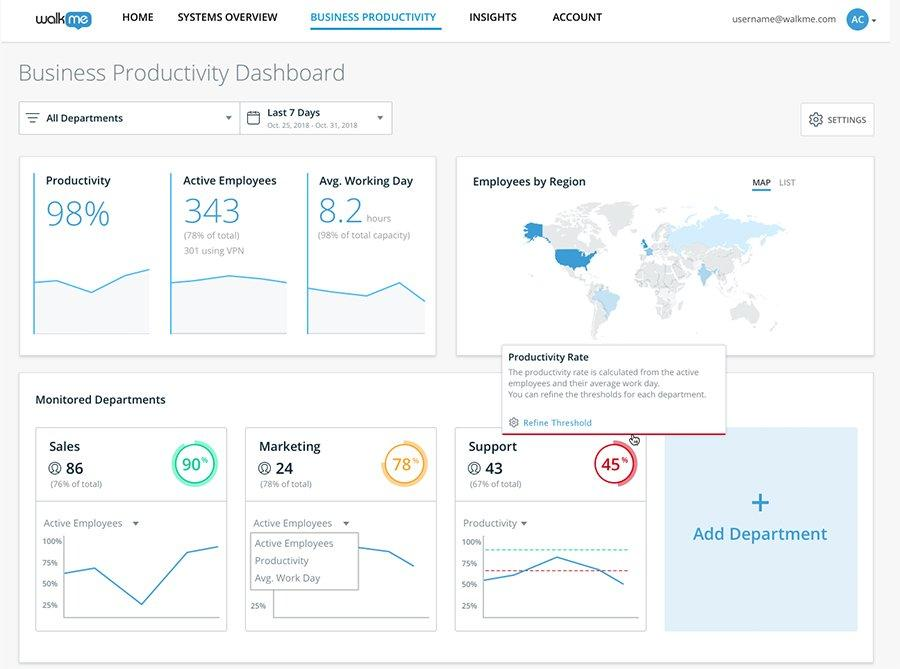 walkme
HOME SYSTEMS OVERVIEW BUSINESS PRODUCTIVITY INSIGHTS ACCOUNT
username@walkme.com AC
Business Productivity Dashboard
All Departments
Last 7 Days
Oct. 25, 2018 - Oct. 31, 2018
SETTINGS
Productivity
98%
Active Employees
343
(78% of total)
301 using VPN
Avg. Working Day
8.2 hours
(98% of total capacity)
Employees by Region
MAP LIST
Productivity Rate
The productivity rate is calculated from the active
employees and their average work day.
You can refine the thresholds for each department.
Refine Threshold
Monitored Departments
Sales
86
(76% of total)
90%
Active Employees
100%
75%
50%
25%
Marketing
24
(78% of total)
78%
Active Employees
Active Employees
Productivity
Avg. Work Day
25%
Support
43
(67% of total)
45%
Productivity
100%
75%
50%
25%
+
Add Department